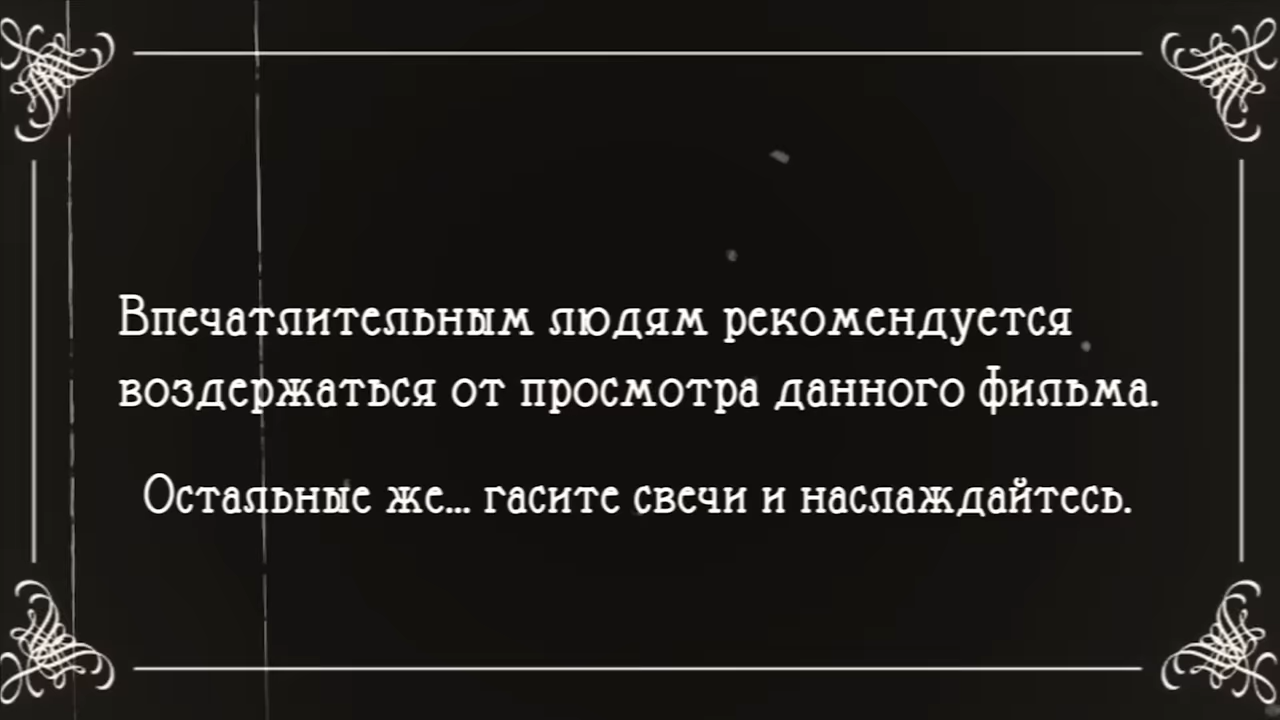 Впечатлительным людям рекомендуется
воздержаться от просмотра данного фильма.
Остальные же... гасите свечи и наслаждайтесь.